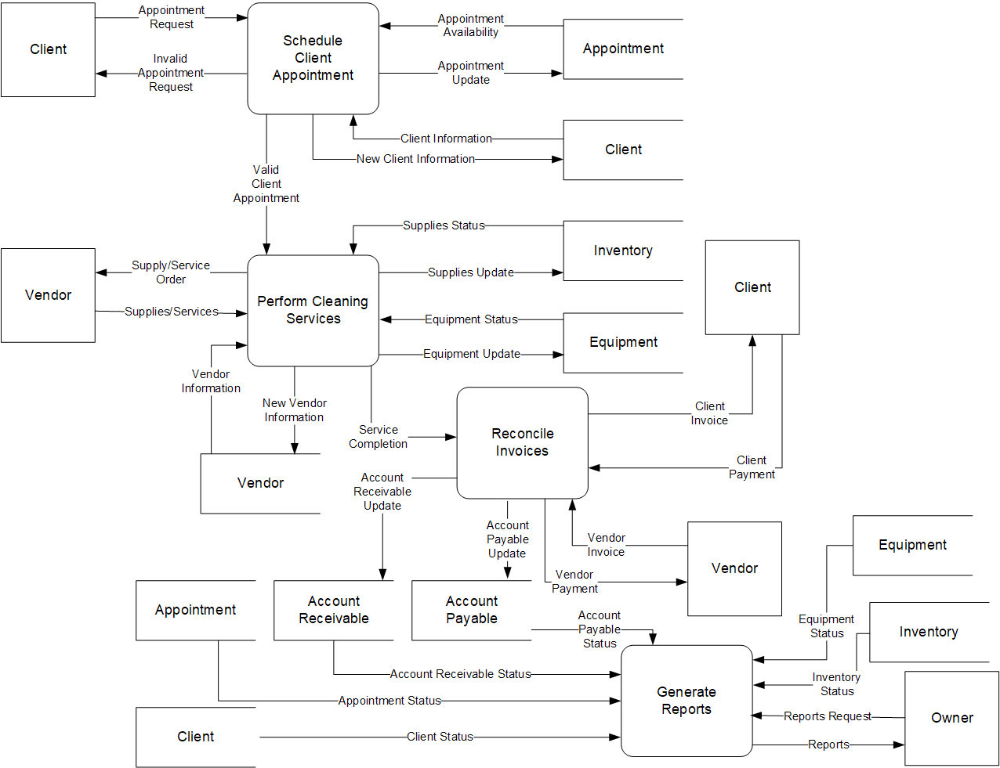 Appointment
Request
Client
Invalid
Appointment
Request
Schedule
Client
Appointment
Appointment
Availability
Appointment
Appointment
Update
Client Information
Client
New Client Information
Valid
Client
Appointment
Supplies Status
Inventory
Supplies Update
Supply/Service
Order
Vendor
Supplies/Services
Perform Cleaning
Services
Client
Equipment Status
Equipment
Equipment Update
Vendor
Information
New Vendor
Information
Service
Completion
Reconcile
Invoices
Client
Invoice
Client
Payment
Vendor
Account
Receivable
Update
Account
Payable
Update
Vendor
Invoice
Vendor
Payment
Vendor
Equipment
Appointment
Account
Receivable
Account
Payable
Account
Payable
Status
Equipment
Status
Inventory
Inventory
Status
Account Receivable Status
Appointment Status
Generate
Reports
Reports Request
Owner
Client
Client Status
Reports